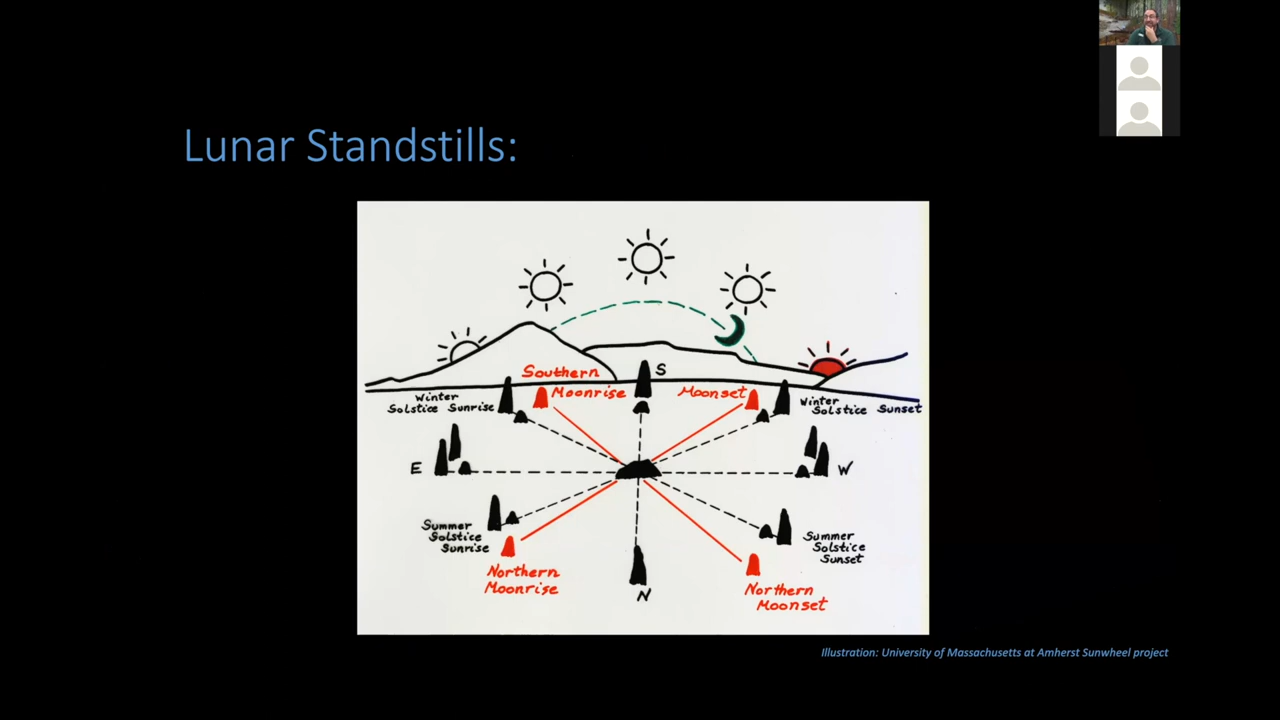 Lunar Standstills:
S
Southern
Moonrise
Moonset
Winter
Solstice Sunrise
Winter
Solstice Sunset
E
W
Summer
Solstice
Sunrise
Summer
Solstice
Sunset
Northern
Moonrise
N
Northern
Moonset
Illustration: University of Massachusetts at Amherst Sunwheel project